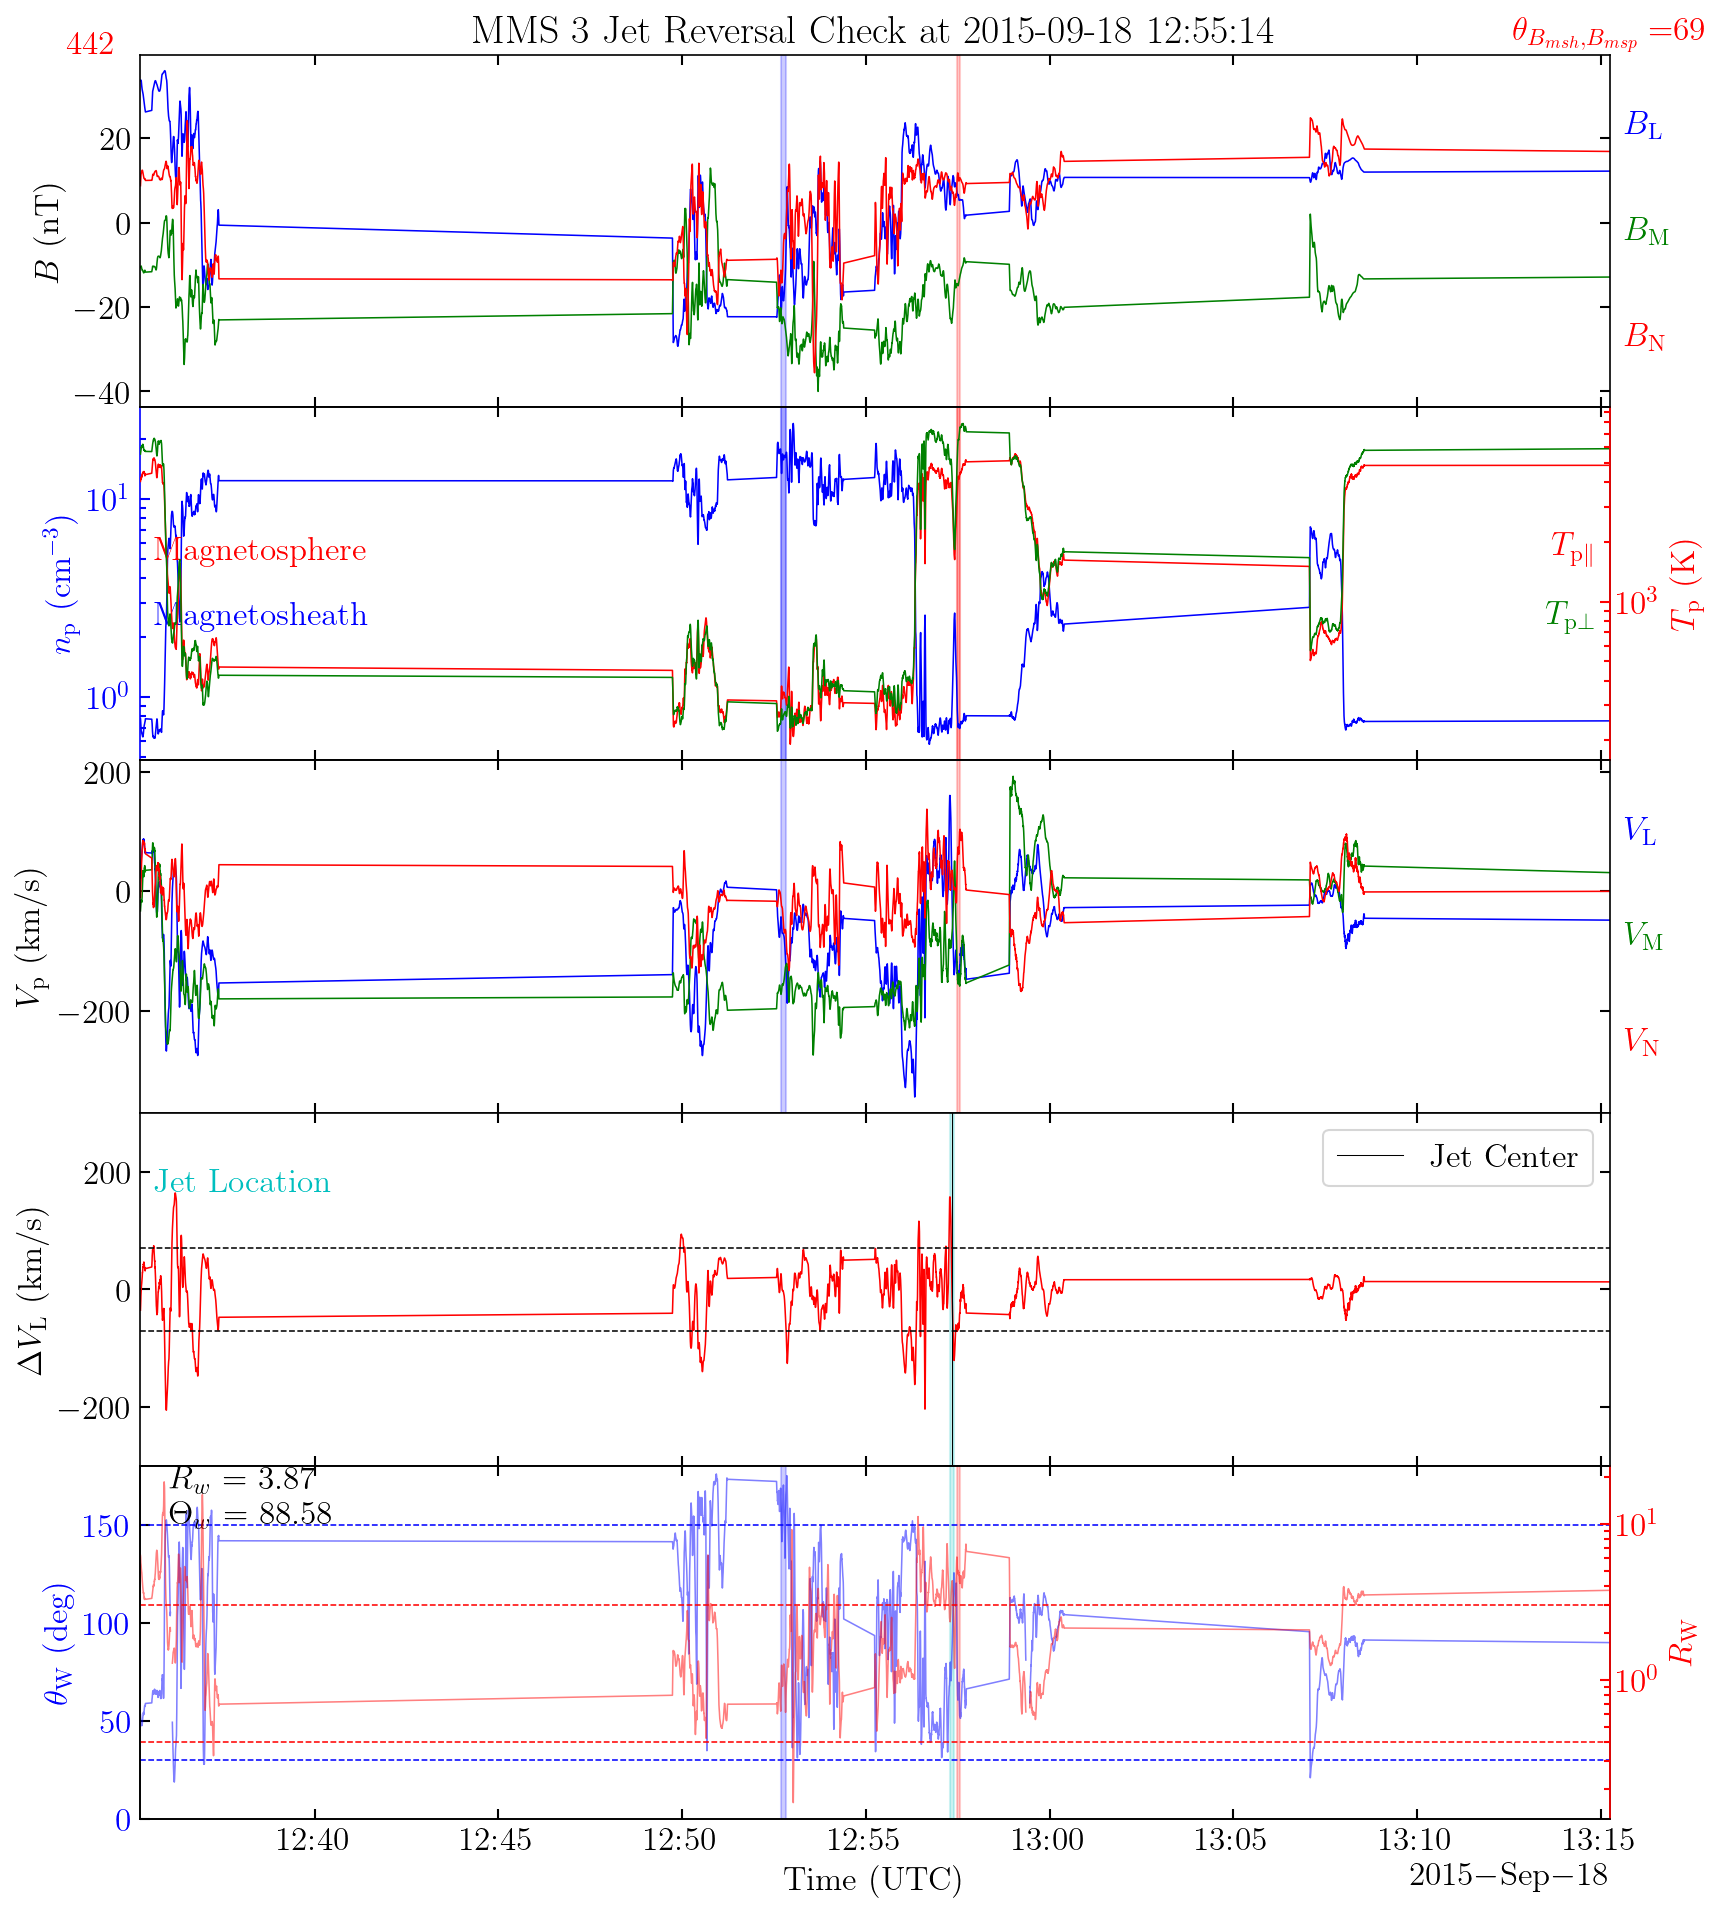 MMS 3 Jet Reversal Check at 2015-09-18 12:55:14
442
θ_{B_{msh},B_{msp}} =69
B (nT)
20
0
−20
−40
B_L
B_M
B_N
n_p (cm^{−3})
10^1
10^0
Magnetosphere
Magnetosheath
T_{p∥}
T_{p⊥}
10^3
T_p (K)
V_p (km/s)
200
0
−200
V_L
V_M
V_N
ΔV_L (km/s)
200
0
−200
Jet Location
Jet Center
R_w = 3.87
Θ_w = 88.58
θ_W (deg)
150
100
50
0
10^1
10^0
R_W
12:40 12:45 12:50 12:55 13:00 13:05 13:10 13:15
Time (UTC)
2015−Sep−18